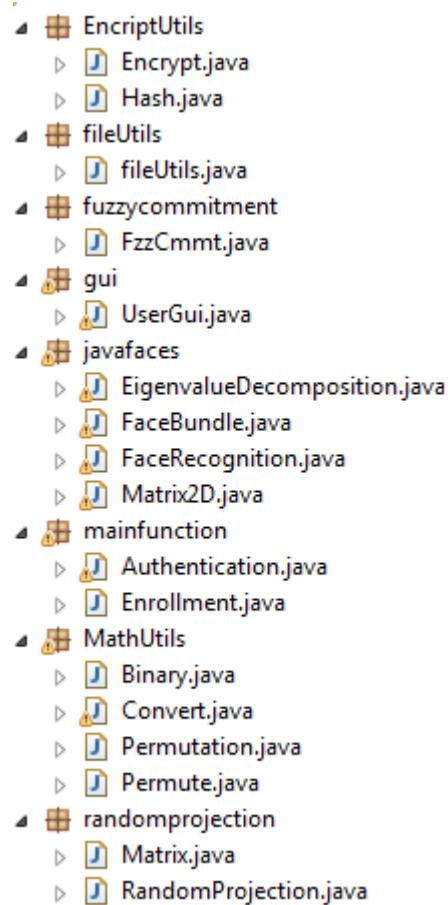 EncriptUtils
Encrypt.java
Hash.java
fileUtils
fileUtils.java
fuzzycommitment
FzzCmmt.java
gui
UserGui.java
javafaces
EigenvalueDecomposition.java
FaceBundle.java
FaceRecognition.java
Matrix2D.java
mainfunction
Authentication.java
Enrollment.java
MathUtils
Binary.java
Convert.java
Permutation.java
Permute.java
randomprojection
Matrix.java
RandomProjection.java